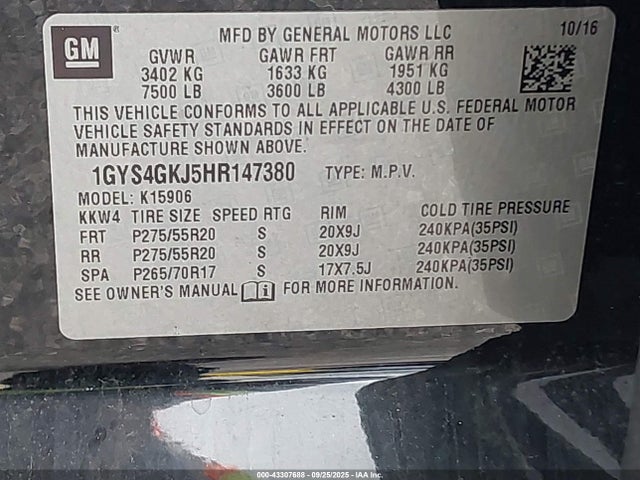 GM
MFD BY GENERAL MOTORS LLC 10/16
GVWR GAWR FRT GAWR RR
3402 KG 1633 KG 1951 KG
7500 LB 3600 LB 4300 LB
THIS VEHICLE CONFORMS TO ALL APPLICABLE U.S. FEDERAL MOTOR
VEHICLE SAFETY STANDARDS IN EFFECT ON THE DATE OF
MANUFACTURE SHOWN ABOVE.
1GYS4GKJ5HR147380 TYPE: M.P.V.
MODEL: K15906
KKW4 TIRE SIZE SPEED RTG RIM COLD TIRE PRESSURE
FRT P275/55R20 S 20X9J 240KPA(35PSI)
RR P275/55R20 S 20X9J 240KPA(35PSI)
SPA P265/70R17 S 17X7.5J 240KPA(35PSI)
SEE OWNER'S MANUAL FOR MORE INFORMATION.
000-43307688 - 09/25/2025 - IAAI.COM